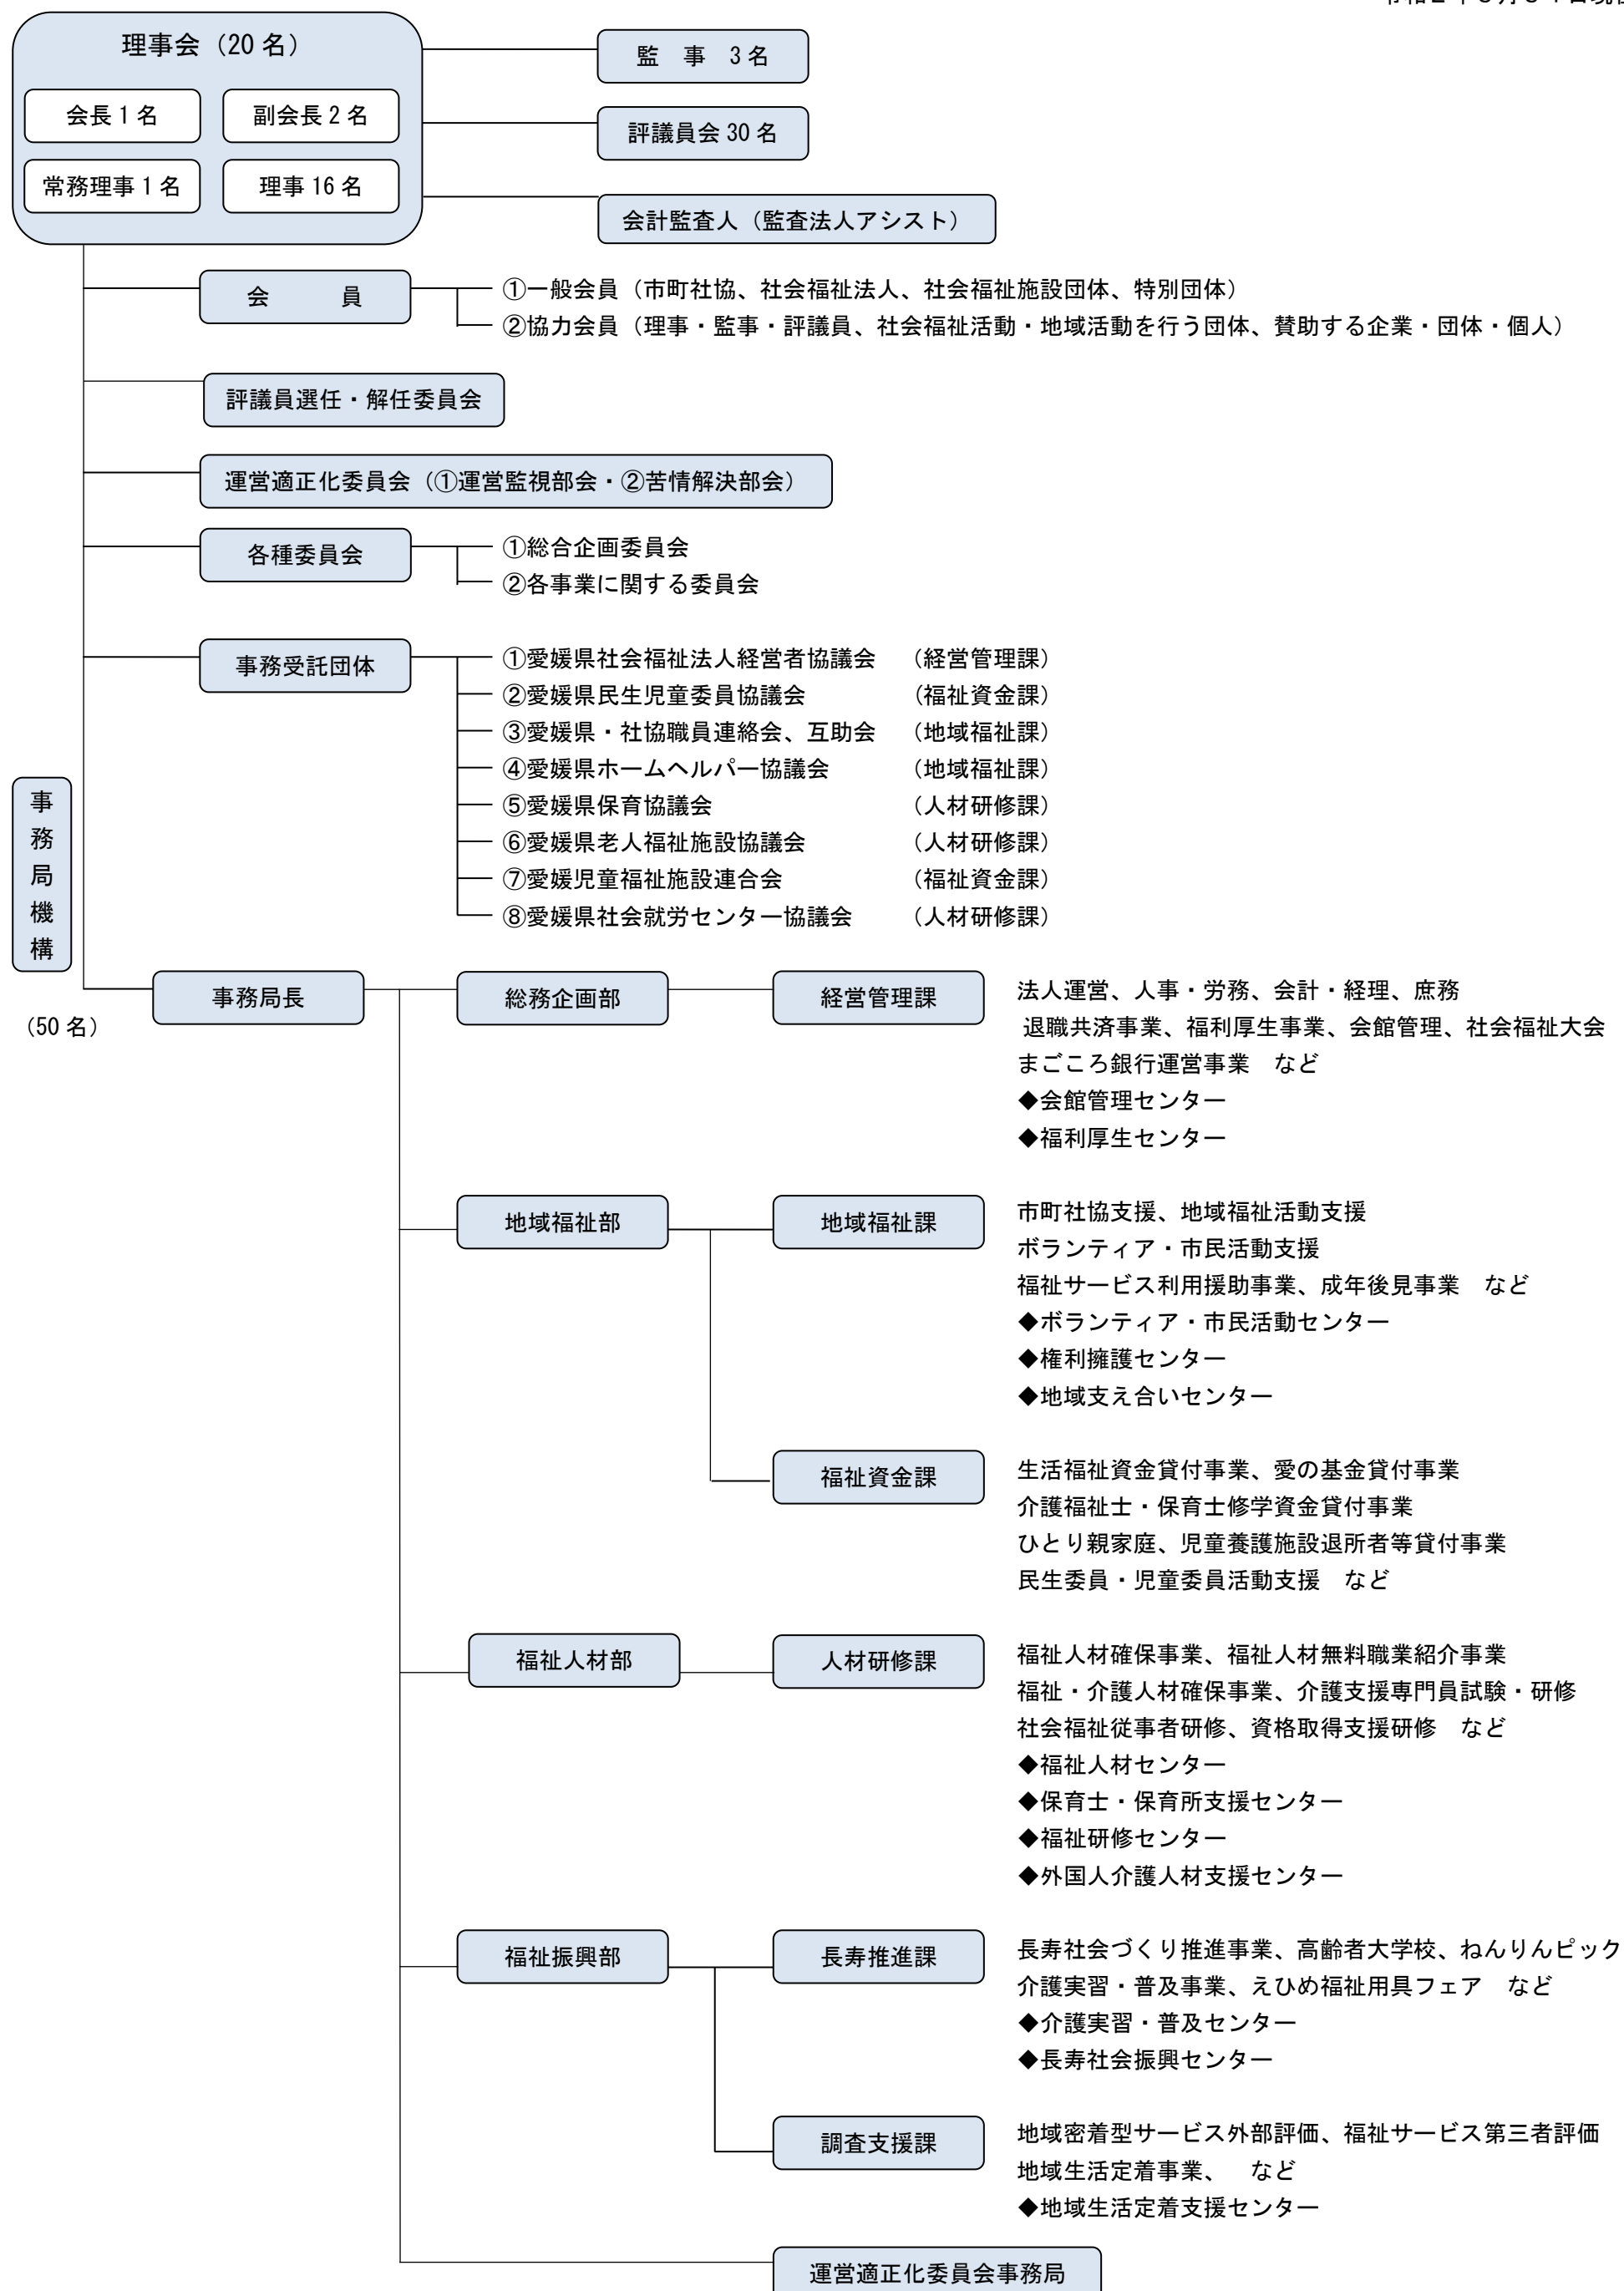 理事会（20 名）
会長 1 名
副会長 2 名
常務理事 1 名
理事 16 名
監　事　3 名
評議員会 30 名
会計監査人（監査法人アシスト）
会　　　員
①一般会員（市町社協、社会福祉法人、社会福祉施設団体、特別団体）
②協力会員（理事・監事・評議員、社会福祉活動・地域活動を行う団体、賛助する企業・団体・個人）
評議員選任・解任委員会
運営適正化委員会（①運営監視部会・②苦情解決部会）
各種委員会
①総合企画委員会
②各事業に関する委員会
事務受託団体
①愛媛県社会福祉法人経営者協議会　（経営管理課）
②愛媛県民生児童委員協議会　（福祉資金課）
③愛媛県・社協職員連絡会、互助会　（地域福祉課）
④愛媛県ホームヘルパー協議会　（地域福祉課）
⑤愛媛県保育協議会　（人材研修課）
⑥愛媛県老人福祉施設協議会　（人材研修課）
⑦愛媛児童福祉施設連合会　（福祉資金課）
⑧愛媛県社会就労センター協議会　（人材研修課）
事務局機構
（50 名）
事務局長
総務企画部
経営管理課
法人運営、人事・労務、会計・経理、庶務
退職共済事業、福利厚生事業、会館管理、社会福祉大会
まごころ銀行運営事業　など
◆会館管理センター
◆福利厚生センター
地域福祉部
地域福祉課
市町社協支援、地域福祉活動支援
ボランティア・市民活動支援
福祉サービス利用援助事業、成年後見事業　など
◆ボランティア・市民活動センター
◆権利擁護センター
◆地域支え合いセンター
福祉資金課
生活福祉資金貸付事業、愛の基金貸付事業
介護福祉士・保育士修学資金貸付事業
ひとり親家庭、児童養護施設退所者等貸付事業
民生委員・児童委員活動支援　など
福祉人材部
人材研修課
福祉人材確保事業、福祉人材無料職業紹介事業
福祉・介護人材確保事業、介護支援専門員試験・研修
社会福祉従事者研修、資格取得支援研修　など
◆福祉人材センター
◆保育士・保育所支援センター
◆福祉研修センター
◆外国人介護人材支援センター
福祉振興部
長寿推進課
長寿社会づくり推進事業、高齢者大学校、ねんりんピック
介護実習・普及事業、えひめ福祉用具フェア　など
◆介護実習・普及センター
◆長寿社会振興センター
調査支援課
地域密着型サービス外部評価、福祉サービス第三者評価
地域生活定着事業、　など
◆地域生活定着支援センター
運営適正化委員会事務局